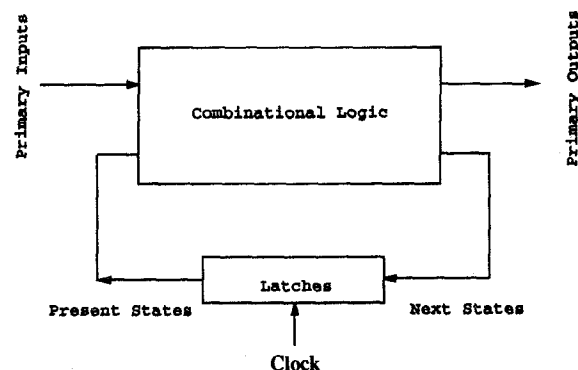 Primary Inputs
Combinational Logic
Primary Outputs
Latches
Present States
Next States
Clock